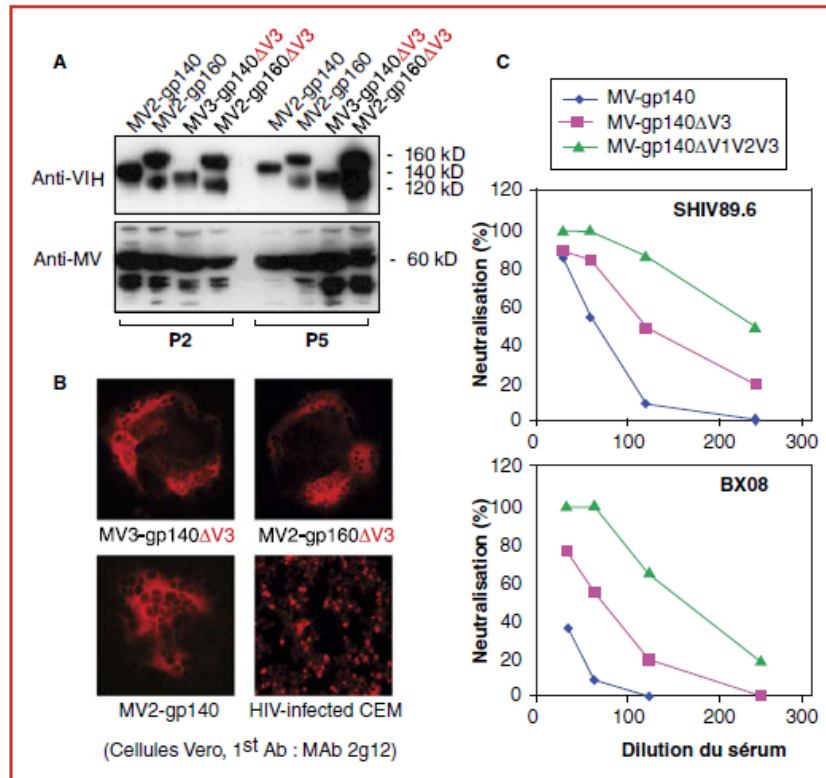 A
MV2-gp140
MV2-gp160
MV3-gp140ΔV3
MV2-gp160ΔV3
MV2-gp140
MV2-gp160
MV3-gp140ΔV3
MV2-gp160ΔV3
Anti-VIH
- 160 kD
- 140 kD
- 120 kD
Anti-MV
- 60 kD
P2
P5
B
MV3-gp140ΔV3
MV2-gp160ΔV3
MV2-gp140
HIV-infected CEM
(Cellules Vero, 1st Ab : MAb 2g12)
C
MV-gp140
MV-gp140ΔV3
MV-gp140ΔV1V2V3
SHIV89.6
Neutralisation (%)
120
100
80
60
40
20
0
0
100
200
300
BX08
Neutralisation (%)
120
100
80
60
40
20
0
0
100
200
300
Dilution du sérum